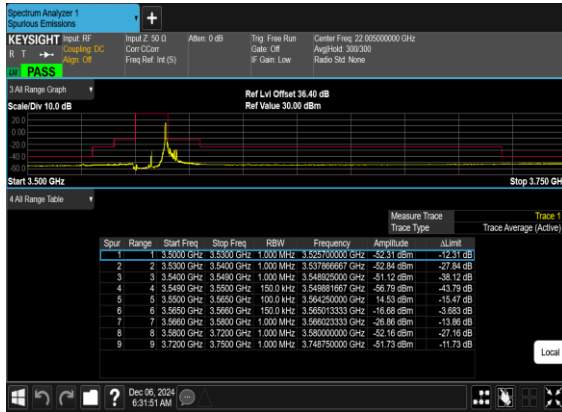 Spectrum Analyzer 1
Spurious Emissions
+
KEYSIGHT Input: RF Input Z: 50 Ω Atten: 0 dB Trig: Free Run Center Freq: 22.005000000 GHz
R T Coupling: DC Corr CCorr Gate: Off Avg|Hold: 300/300
Align: Off Freq Ref: Int (S) IF Gain: Low Radio Std: None
PASS
3 All Range Graph
Ref Lvl Offset 36.40 dB
Scale/Div 10.0 dB Ref Value 30.00 dBm
20.0
0.00
-20.0
-40.0
-60.0
Start 3.500 GHz Stop 3.750 GH
4 All Range Table
Measure Trace Trace 1
Trace Type Trace Average (Active)
Spur Range Start Freq Stop Freq RBW Frequency Amplitude ΔLimit
1 1 3.5000 GHz 3.5300 GHz 1.000 MHz 3.525700000 GHz -52.31 dBm -12.31 dB
2 2 3.5300 GHz 3.5400 GHz 1.000 MHz 3.537866667 GHz -52.84 dBm -27.84 dB
3 3 3.5400 GHz 3.5490 GHz 1.000 MHz 3.548925000 GHz -51.12 dBm -38.12 dB
4 4 3.5490 GHz 3.5500 GHz 150.0 kHz 3.549881667 GHz -56.79 dBm -43.79 dB
5 5 3.5500 GHz 3.5650 GHz 100.0 kHz 3.564250000 GHz 14.53 dBm -15.47 dB
6 6 3.5650 GHz 3.5660 GHz 150.0 kHz 3.565013333 GHz -16.68 dBm -3.683 dB
7 7 3.5660 GHz 3.5800 GHz 1.000 MHz 3.566023333 GHz -26.86 dBm -13.86 dB
8 8 3.5800 GHz 3.7200 GHz 1.000 MHz 3.580000000 GHz -52.16 dBm -27.16 dB
9 9 3.7200 GHz 3.7500 GHz 1.000 MHz 3.748750000 GHz -51.73 dBm -11.73 dB
Local
? Dec 06, 2024
6:31:51 AM